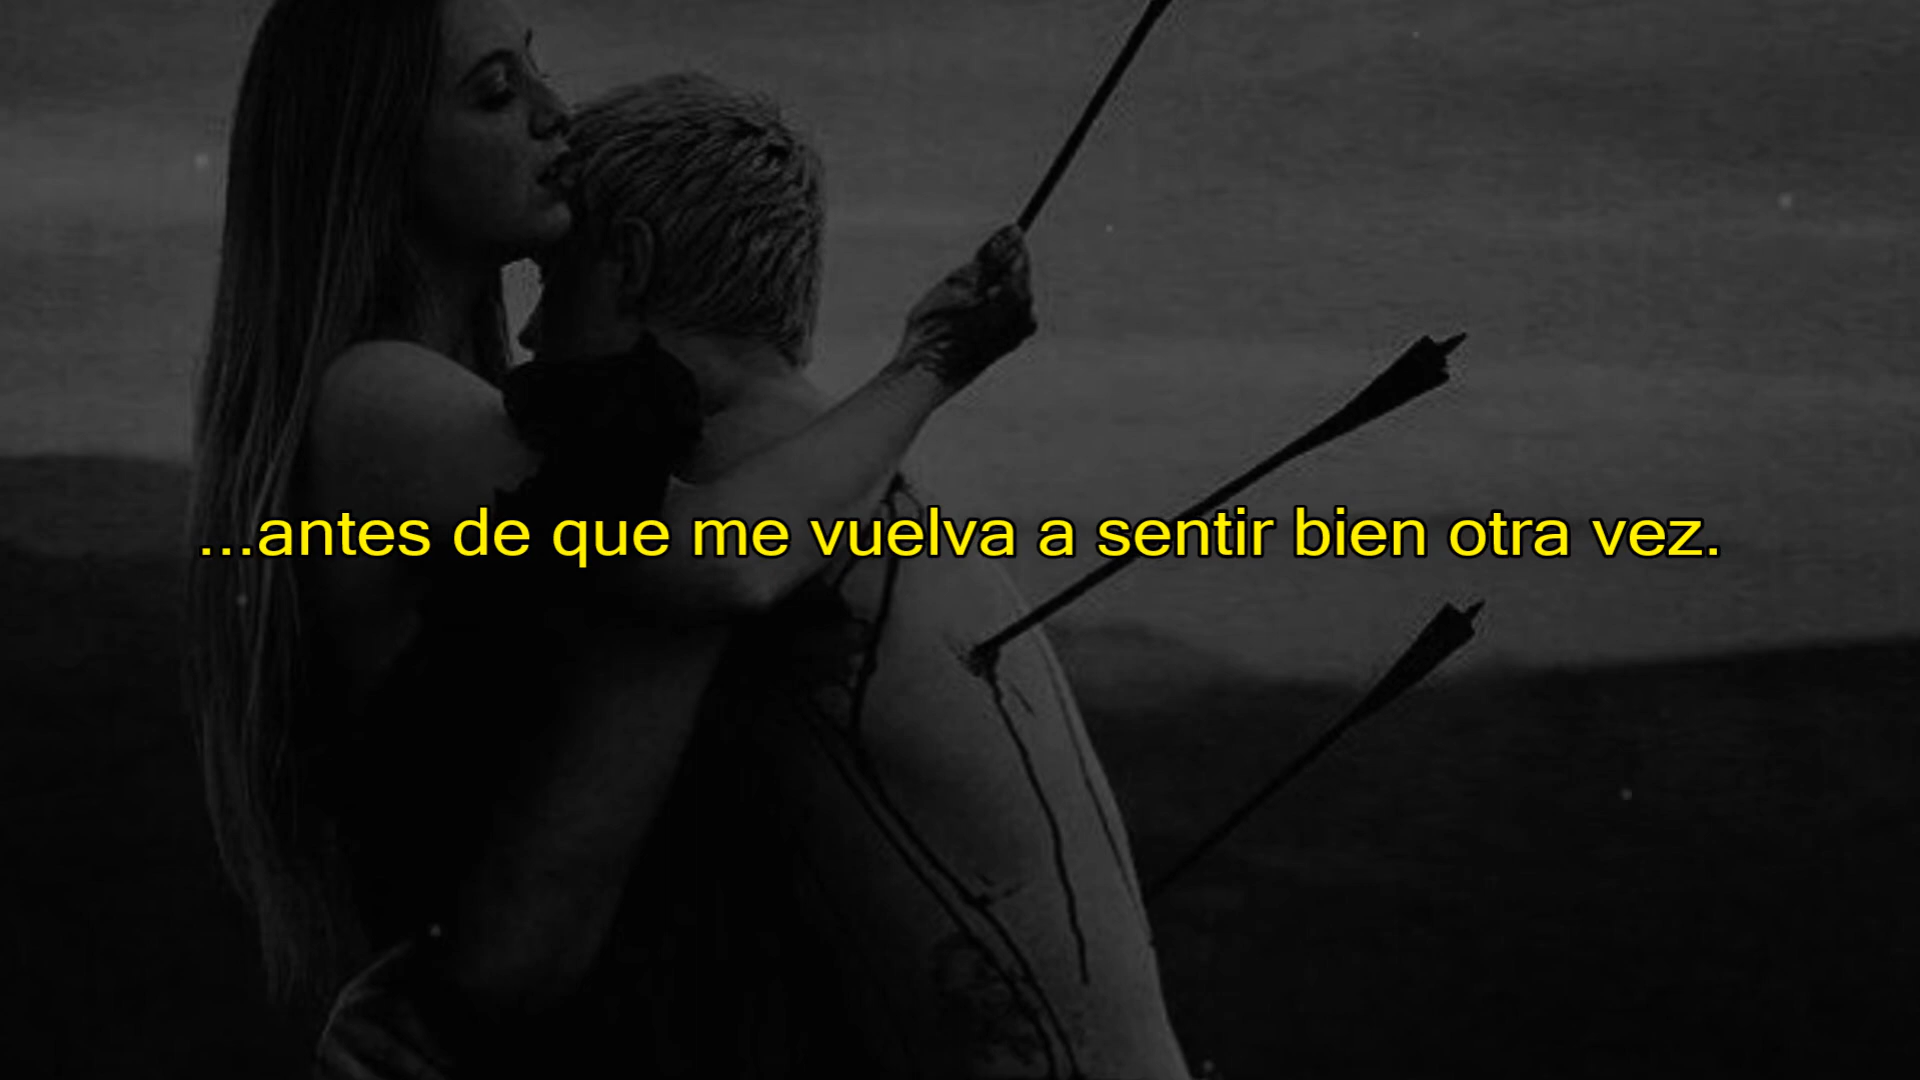 ...antes de que me vuelva a sentir bien otra vez.